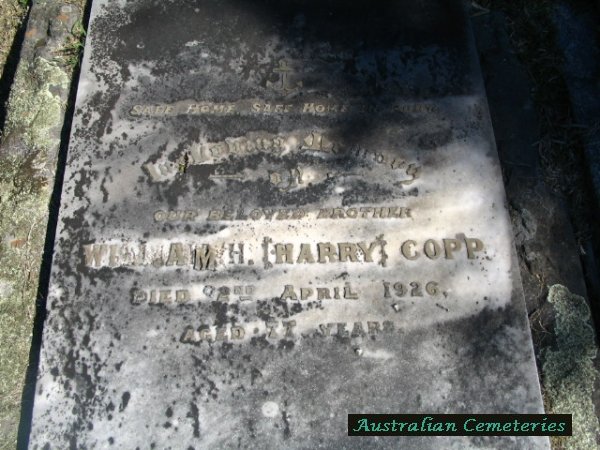 SAFE HOME, SAFE HOME IN PORT
In Loving Memory
OF
OUR BELOVED BROTHER
WILLIAM H. (HARRY) COPP
DIED 2ND APRIL 1926.
AGED 77 YEARS.
Australian Cemeteries